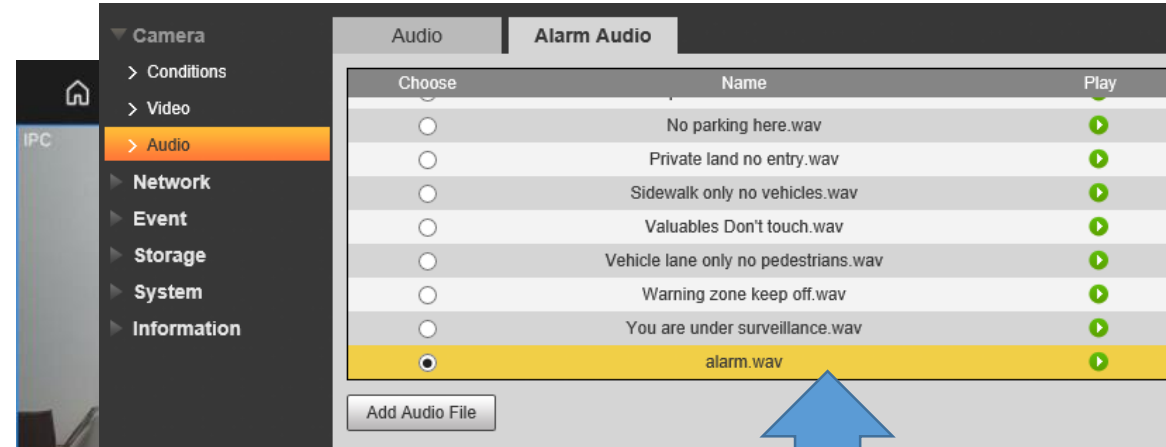 Camera
Conditions
Video
Audio
Network
Event
Storage
System
Information
IPC
Audio
Alarm Audio
Choose Name Play
No parking here.wav
Private land no entry.wav
Sidewalk only no vehicles.wav
Valuables Don't touch.wav
Vehicle lane only no pedestrians.wav
Warning zone keep off.wav
You are under surveillance.wav
alarm.wav
Add Audio File